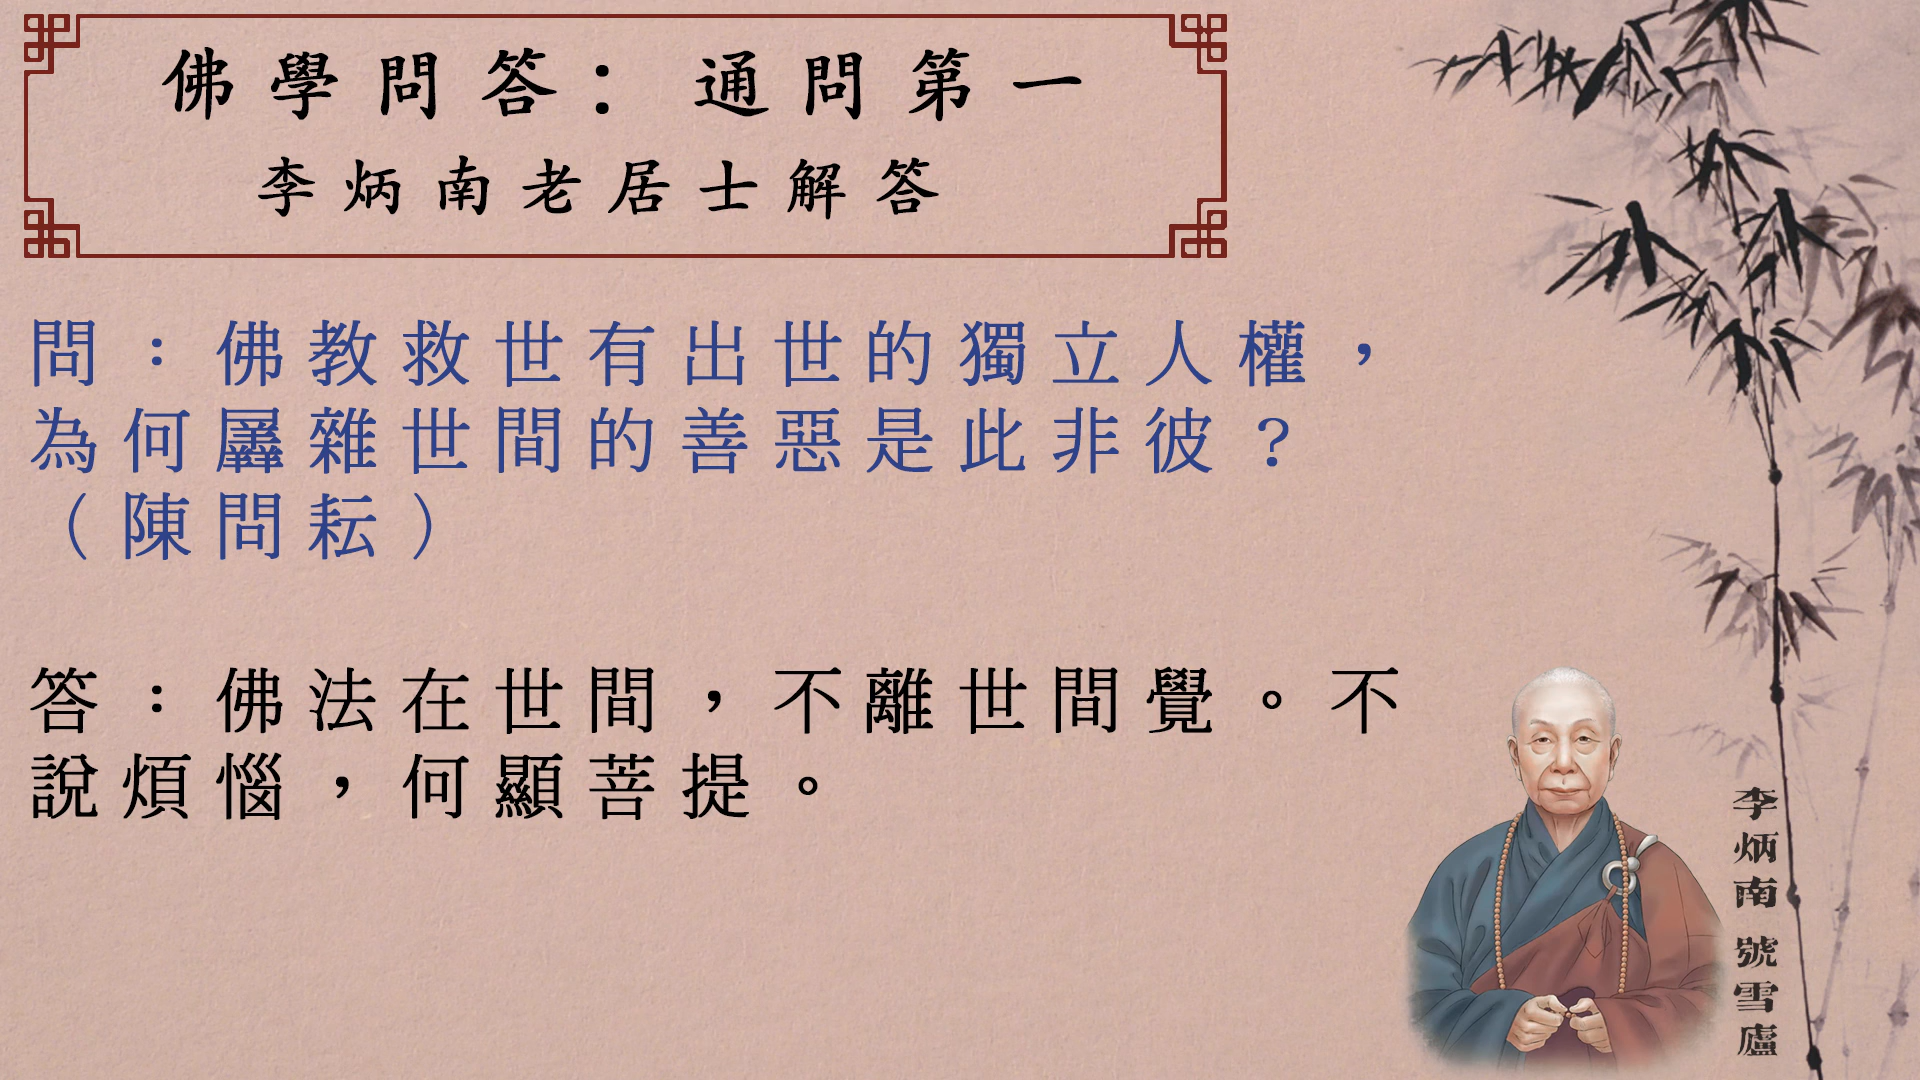 佛學問答：通問第一
李炳南老居士解答
問：佛教救世有出世的獨立人權，
為何羼雜世間的善惡是此非彼？
（陳問耘）
答：佛法在世間，不離世間覺。不
說煩惱，何顯菩提。
李炳南 號雪廬